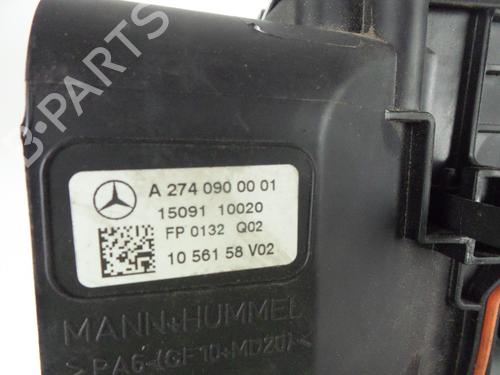 B-PARTS
A 274 090 00 01
15091 10020
FP 0132 Q02
10 561 58 V02
MANN+HUMMEL
>PA6-(GF10+MD20)<